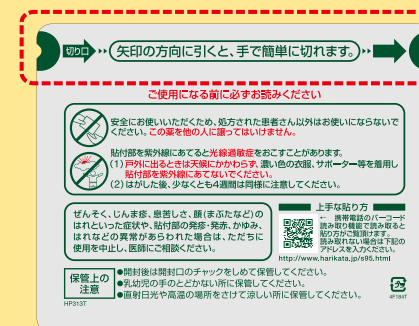 切り口
矢印の方向に引くと、手で簡単に切れます。
ご使用になる前に必ずお読みください
安全にお使いいただくため、処方された患者さん以外はお使いにならないで
ください。この薬を他の人に譲ってはいけません。
貼付部を紫外線にあてると光線過敏症をおこすことがあります。
(1)戸外に出るときは天候にかかわらず、濃い色の衣服、サポーター等を着用し
貼付部を紫外線にあてないでください。
(2)はがした後、少なくとも4週間は同様に注意してください。
ぜんそく、じんま疹、息苦しさ、顔(まぶたなど)の
はれといった症状や、貼付部の発疹・発赤、かゆみ、
はれなどの異常があらわれた場合は、ただちに
使用を中止し、医師にご相談ください。
上手な貼り方
← 携帯電話のバーコード
読み取り機能で読み取ると
貼り方がご覧頂けます。
読み取れない場合は下記の
アドレスを入力ください。
http://www.harikata.jp/s95.html
保管上の
注意
●開封後は開封口のチャックをしめて保管してください。
●乳幼児の手のとどかない所に保管してください。
●直射日光や高温の場所をさけて涼しい所に保管してください。
HP313T
4F184T